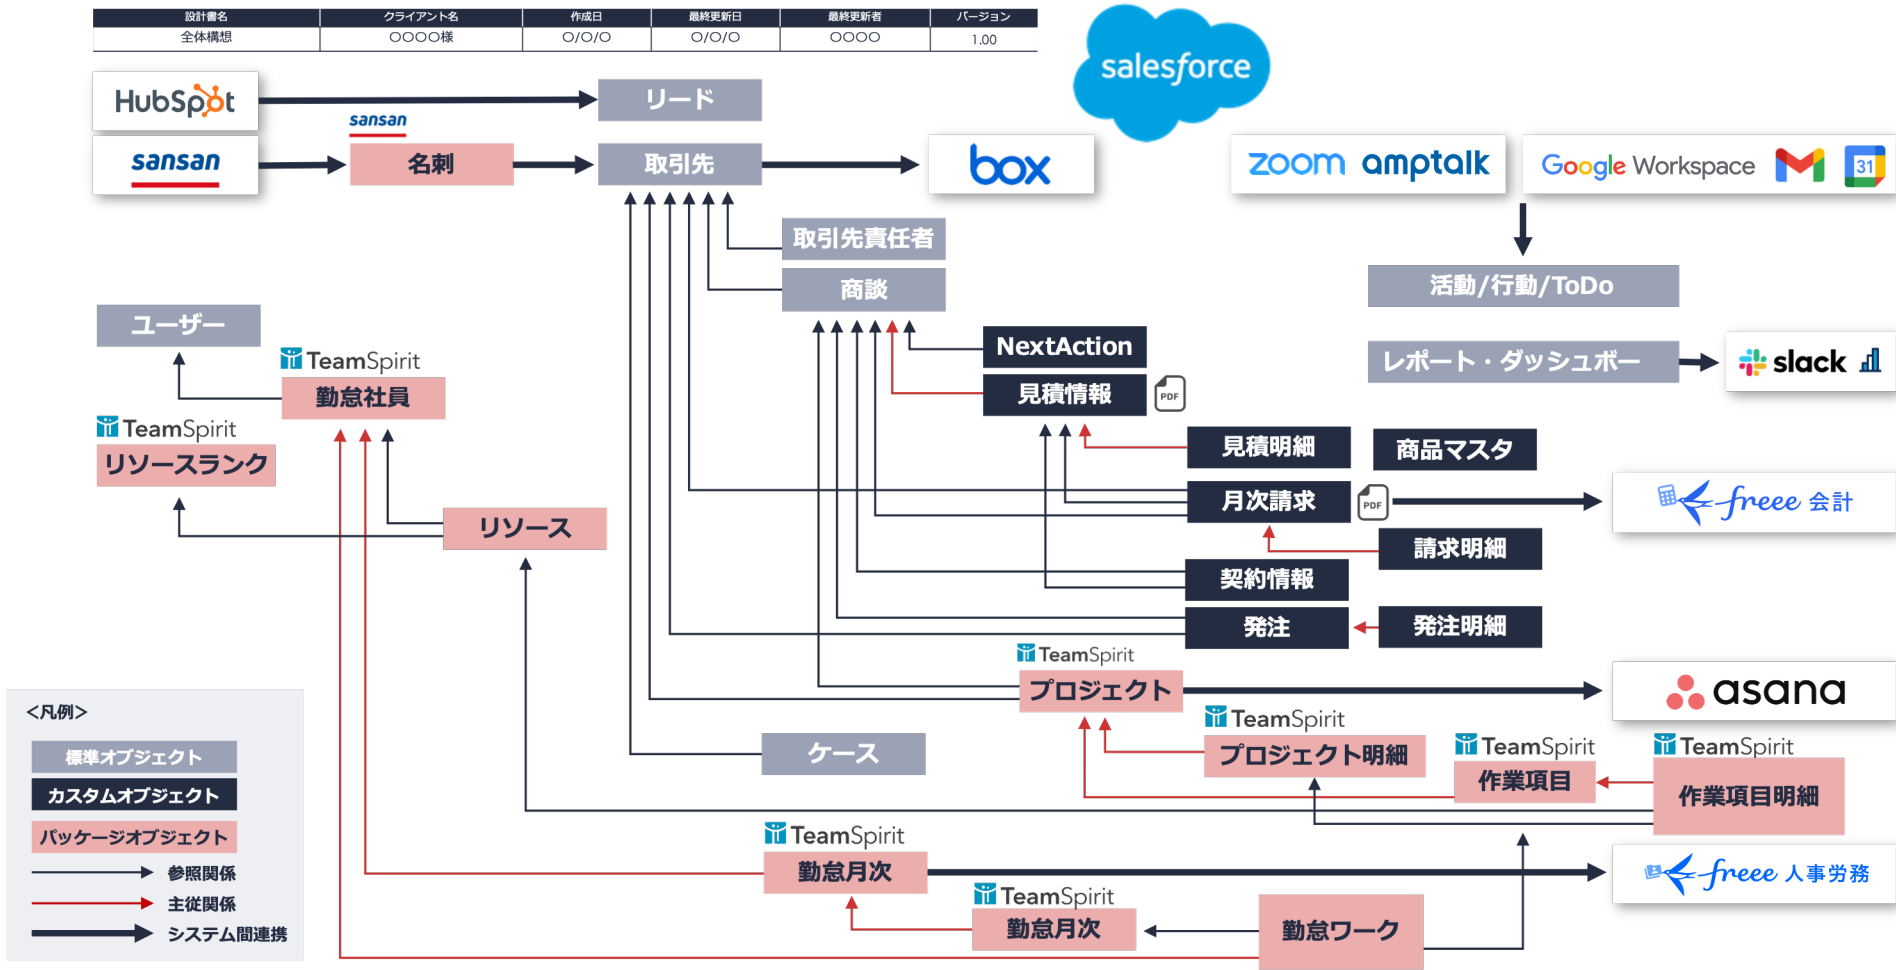 設計書名 クライアント名 作成日 最終更新日 最終更新者 バージョン
全体構想 〇〇〇〇様 〇/〇/〇 〇/〇/〇 〇〇〇〇 1.00
salesforce
HubSpot
リード
sansan
sansan
名刺
取引先
box
zoom amptalk
Google Workspace
31
取引先責任者
商談
活動/行動/ToDo
ユーザー
NextAction
レポート・ダッシュボー
slack
TeamSpirit
勤怠社員
見積情報
PDF
TeamSpirit
リソースランク
見積明細
商品マスタ
月次請求
PDF
freee 会計
リソース
請求明細
契約情報
発注
発注明細
TeamSpirit
プロジェクト
asana
<凡例>
標準オブジェクト
カスタムオブジェクト
パッケージオブジェクト
参照関係
主従関係
システム間連携
TeamSpirit
プロジェクト明細
ケース
TeamSpirit
作業項目
TeamSpirit
作業項目明細
TeamSpirit
勤怠月次
freee 人事労務
TeamSpirit
勤怠月次
勤怠ワーク